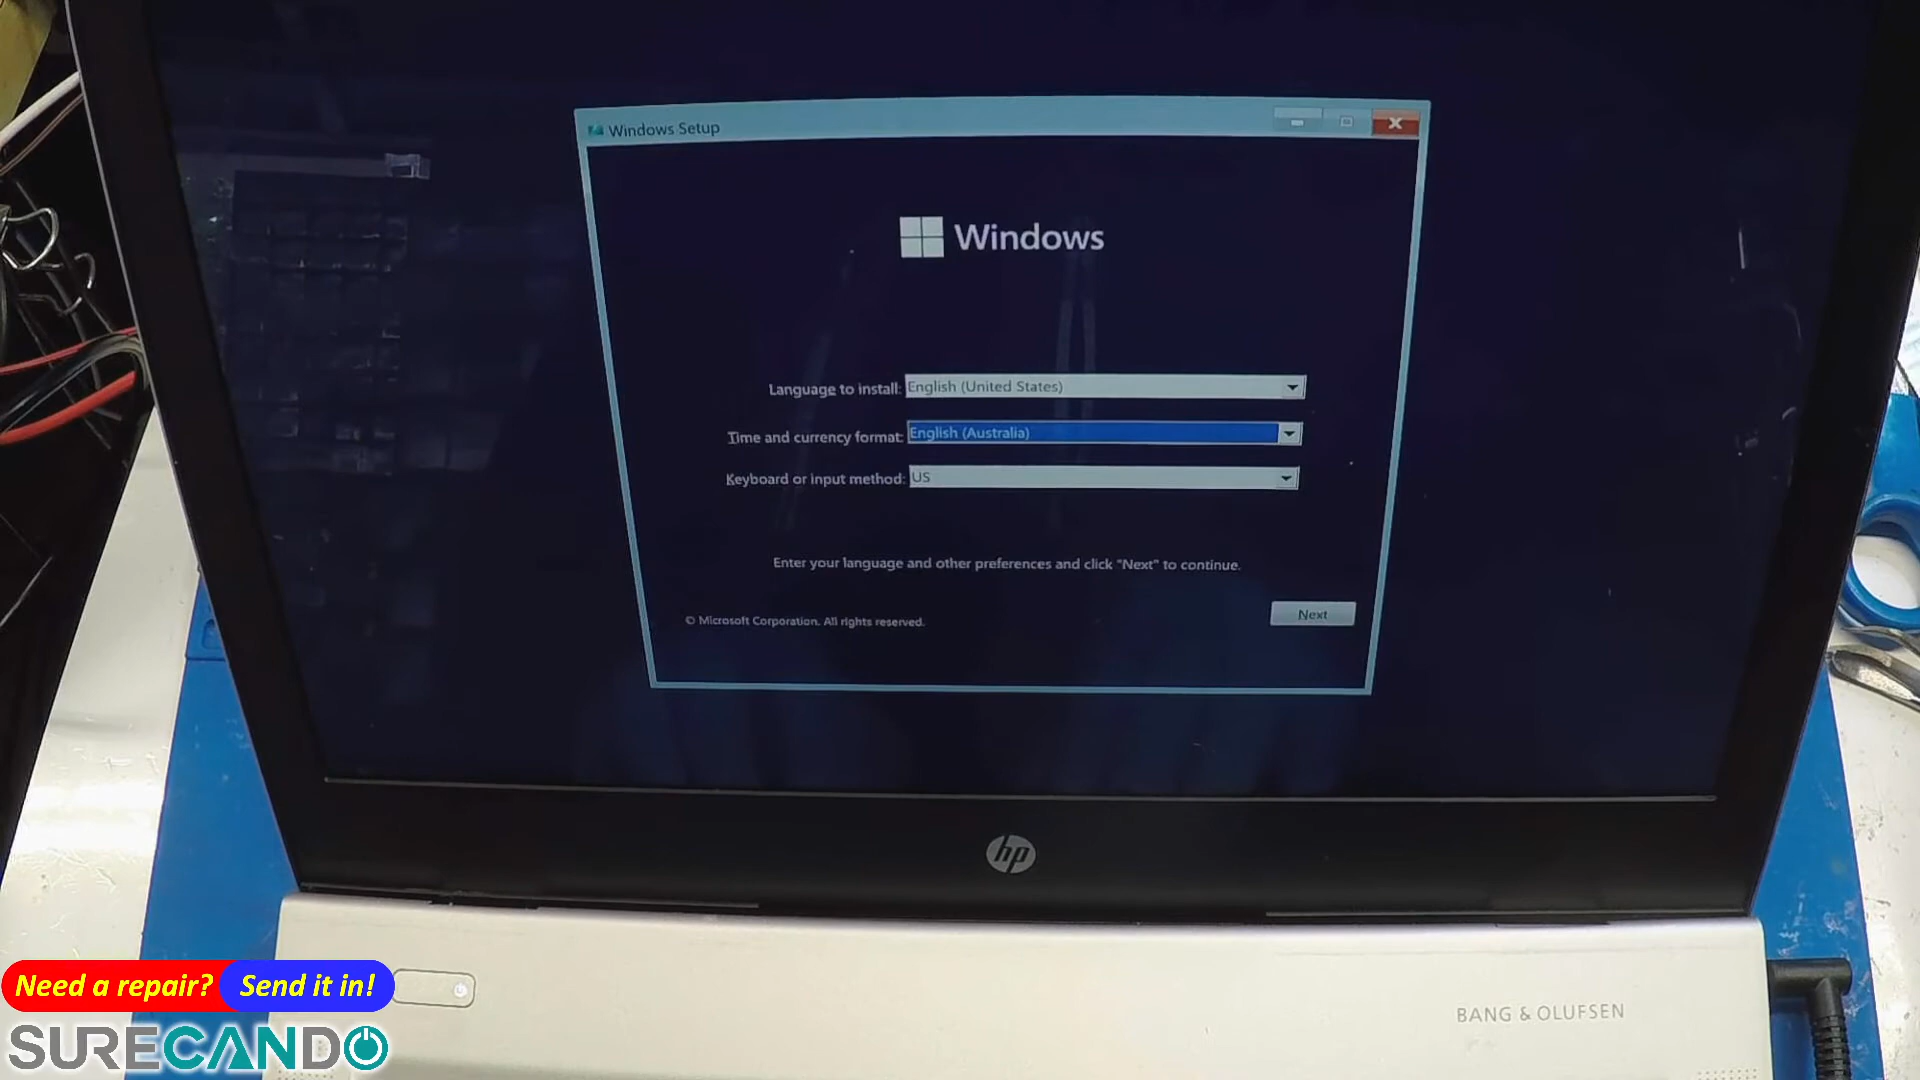 Windows Setup
Windows
Language to install: English (United States)
Time and currency format: English (Australia)
Keyboard or input method: US
Enter your language and other preferences and click "Next" to continue.
© Microsoft Corporation. All rights reserved.
Next
hp
BANG & OLUFSEN
Need a repair? Send it in!
SURECANDO